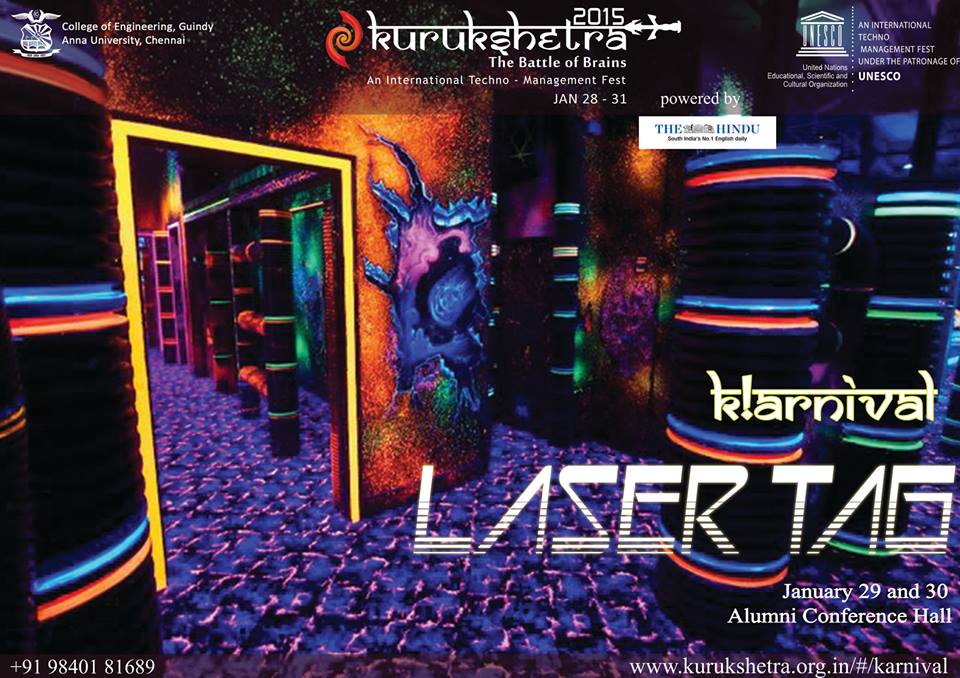 College of Engineering, Guindy
Anna University, Chennai
2015
kurukshetra
The Battle of Brains
An International Techno - Management Fest
JAN 28 - 31
powered by
THE HINDU
South India's No.1 English daily
UNESCO
United Nations
Educational, Scientific and
Cultural Organization
AN INTERNATIONAL
TECHNO
MANAGEMENT FEST
UNDER THE PATRONAGE OF
UNESCO
k!arnival
LASER TAG
January 29 and 30
Alumni Conference Hall
+91 98401 81689
www.kurukshetra.org.in/#/karnival